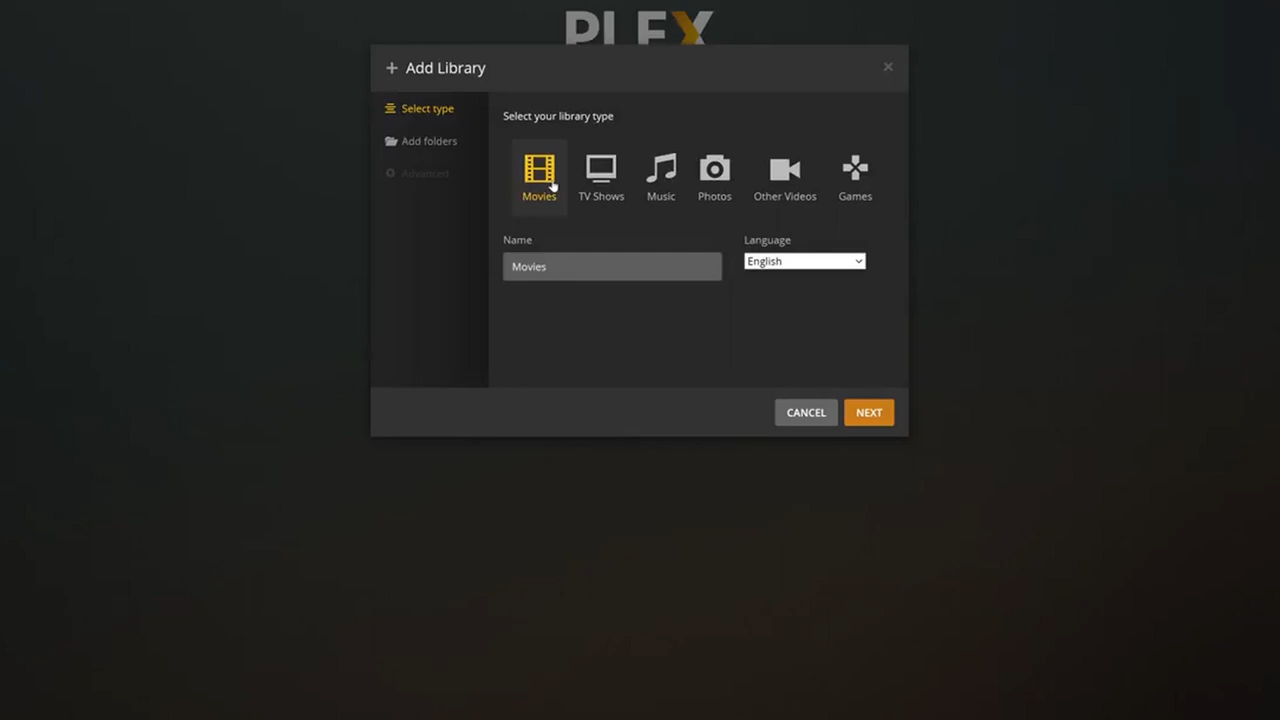 PLEX
Add Library
Select type
Add folders
Advanced
Select your library type
Movies TV Shows Music Photos Other Videos Games
Name Language
Movies English
CANCEL NEXT